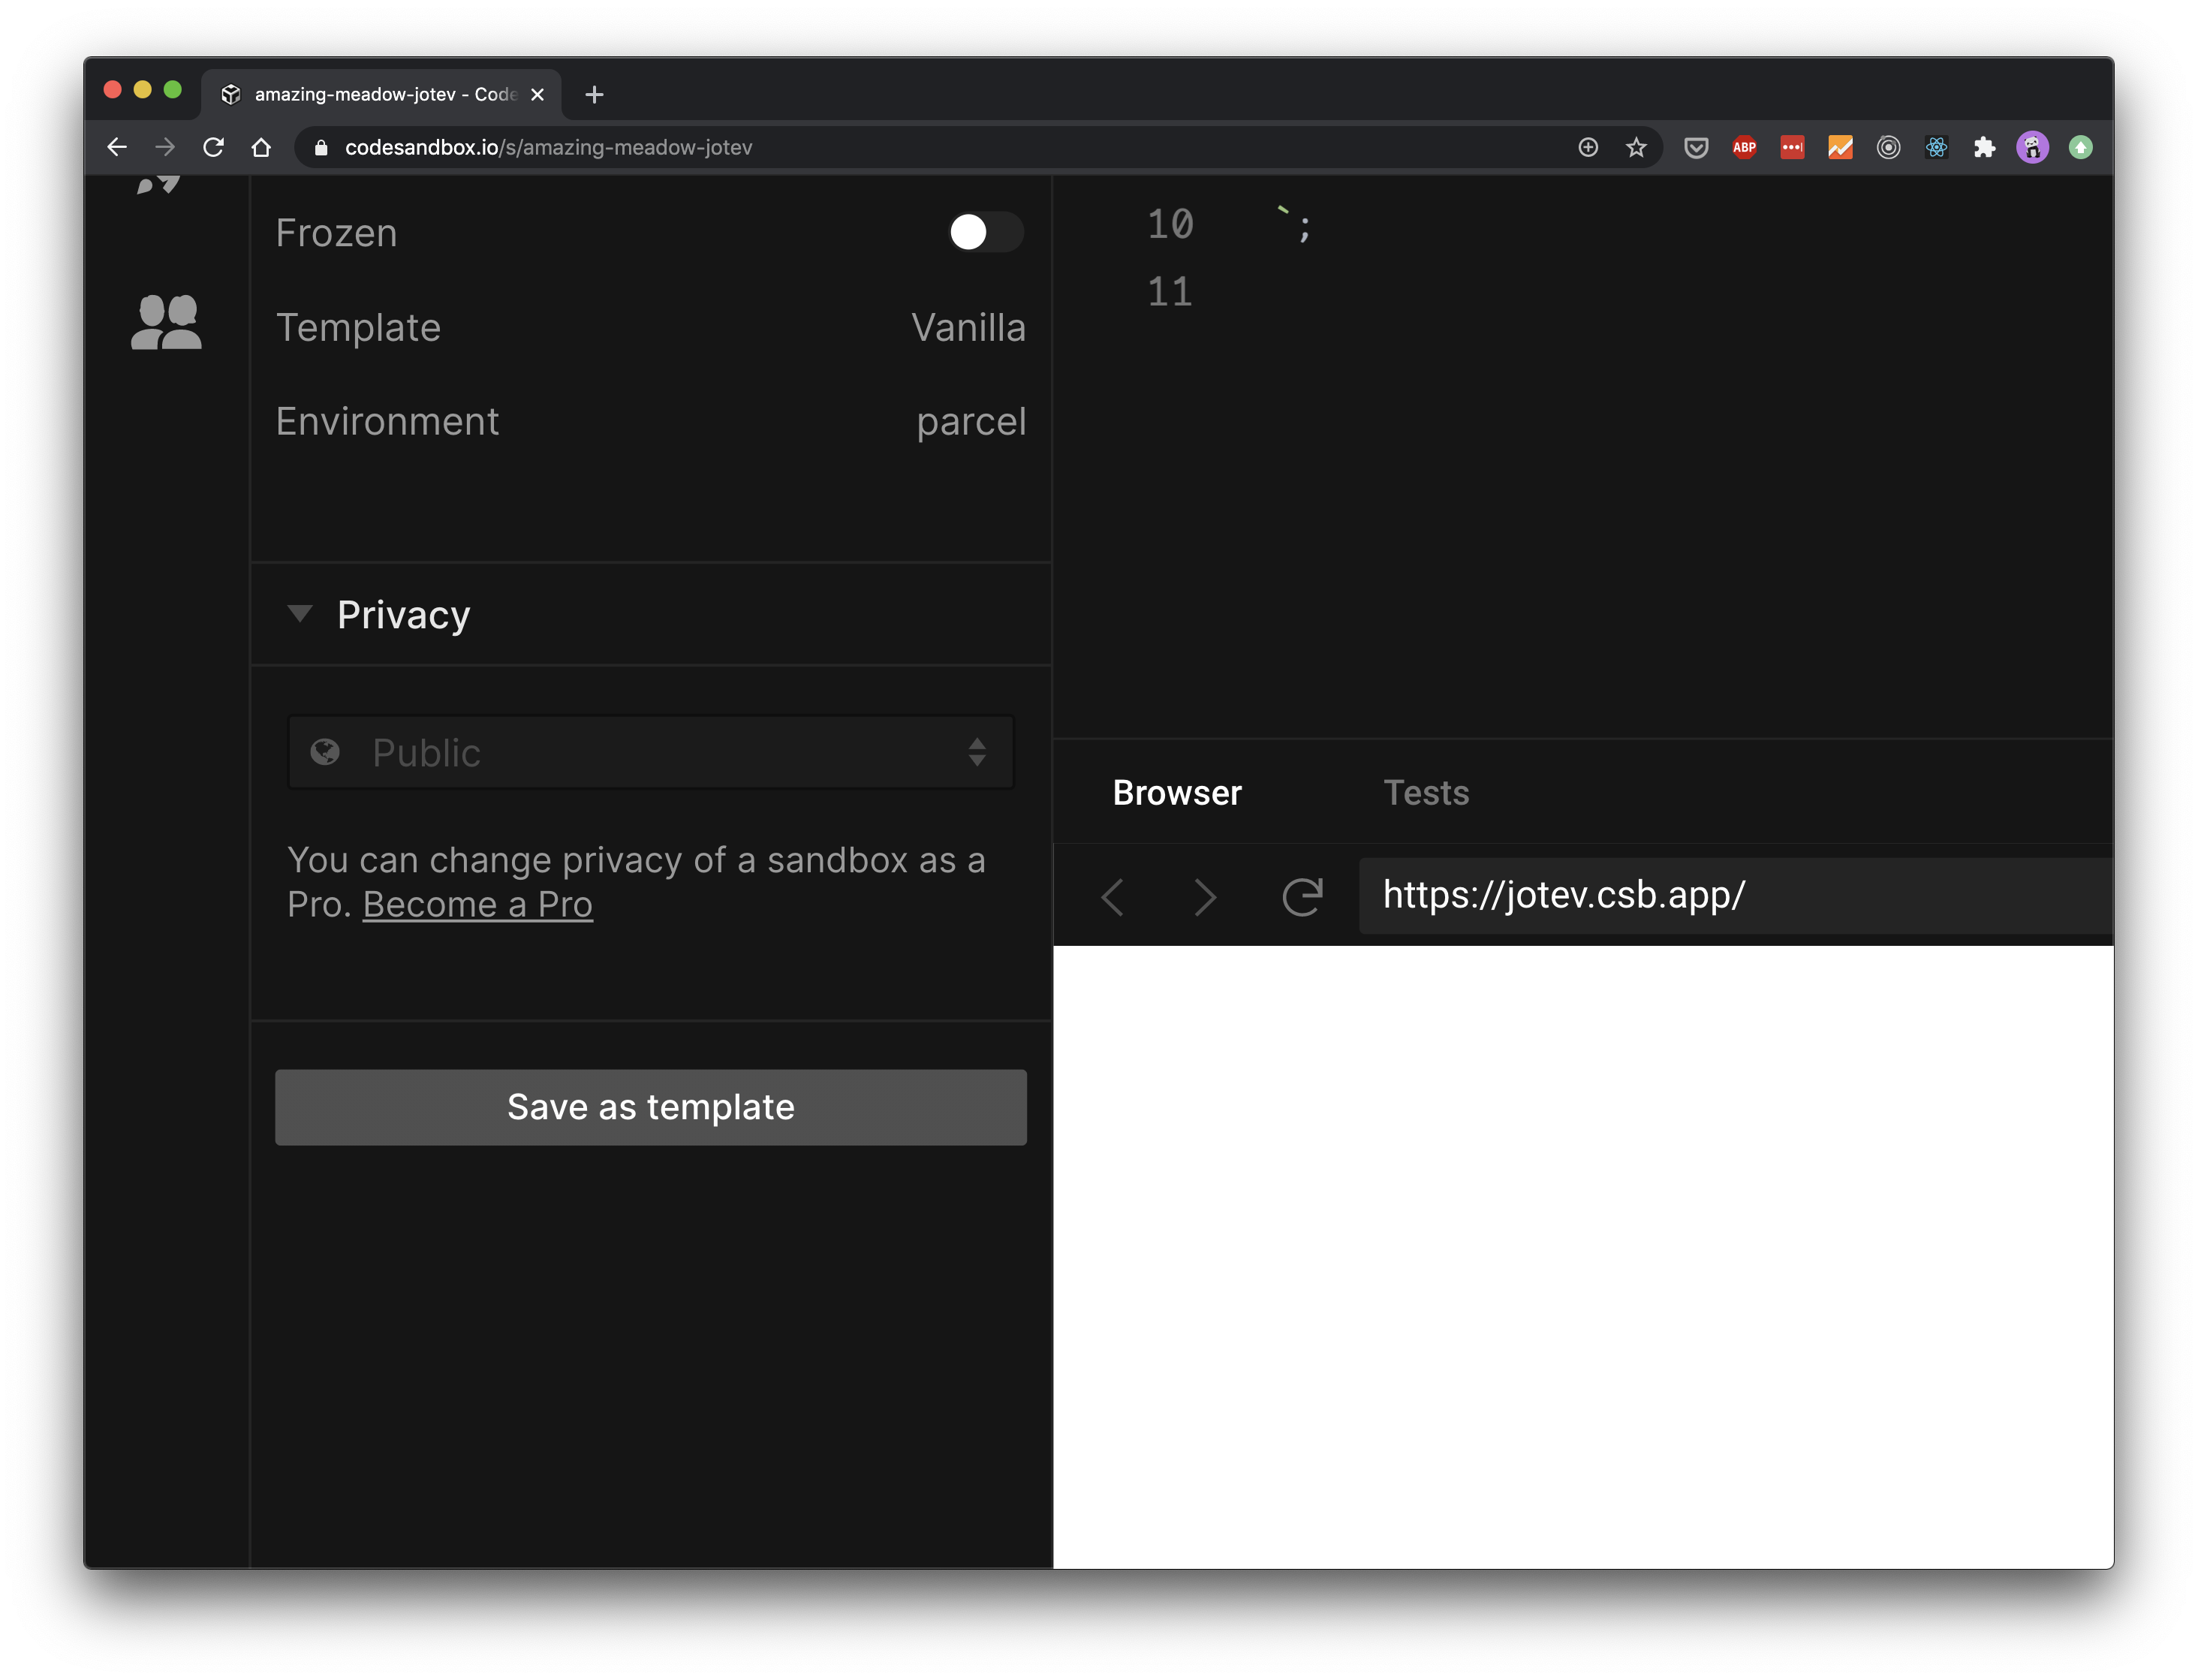 amazing-meadow-jotev - Code
codesandbox.io/s/amazing-meadow-jotev
ABP
Frozen
Template Vanilla
Environment parcel
Privacy
Public
You can change privacy of a sandbox as a
Pro. Become a Pro
Save as template
10 `;
11
Browser Tests
https://jotev.csb.app/